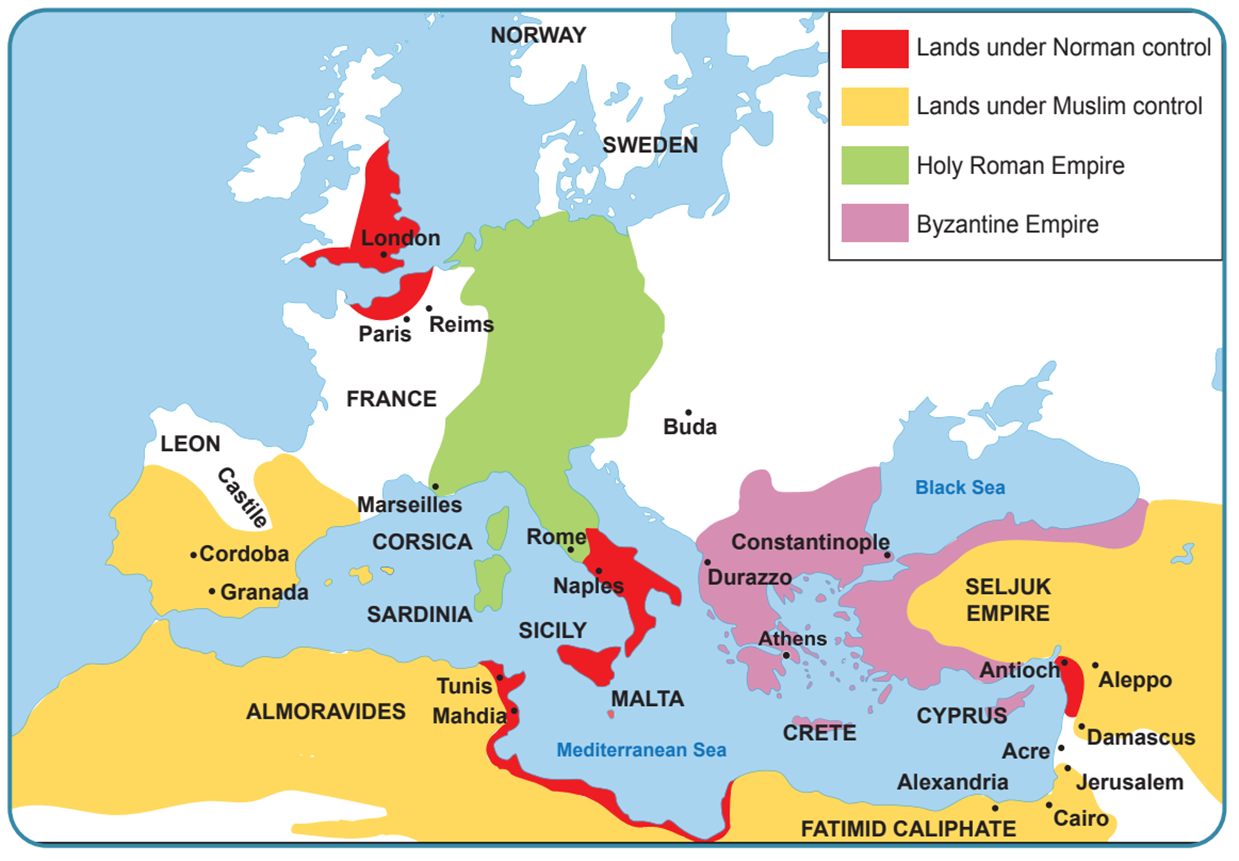 NORWAY
SWEDEN
Lands under Norman control
Lands under Muslim control
Holy Roman Empire
Byzantine Empire
London
Paris
Reims
FRANCE
Buda
LEON
Castile
Marseilles
Black Sea
CORSICA
Rome
Constantinople
Cordoba
Durazzo
Naples
Granada
SELJUK
EMPIRE
SARDINIA
SICILY
Athens
Antioch
Aleppo
Tunis
MALTA
ALMORAVIDES
Mahdia
CYPRUS
CRETE
Damascus
Mediterranean Sea
Acre
Alexandria
Jerusalem
Cairo
FATIMID CALIPHATE